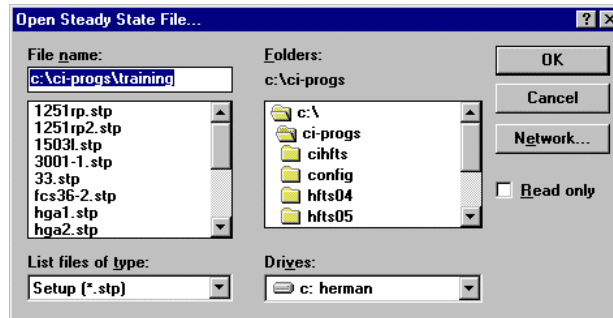 Open Steady State File...
File name:
c:\ci-progs\training
1251rp.stp
1251rp2.stp
1503l.stp
3001-1.stp
33.stp
fcs36-2.stp
hga1.stp
hga2.stp
List files of type:
Setup (*.stp)
Folders:
c:\ci-progs
c:\
ci-progs
cihfts
config
hfts04
hfts05
Drives:
c: herman
OK
Cancel
Network...
Read only